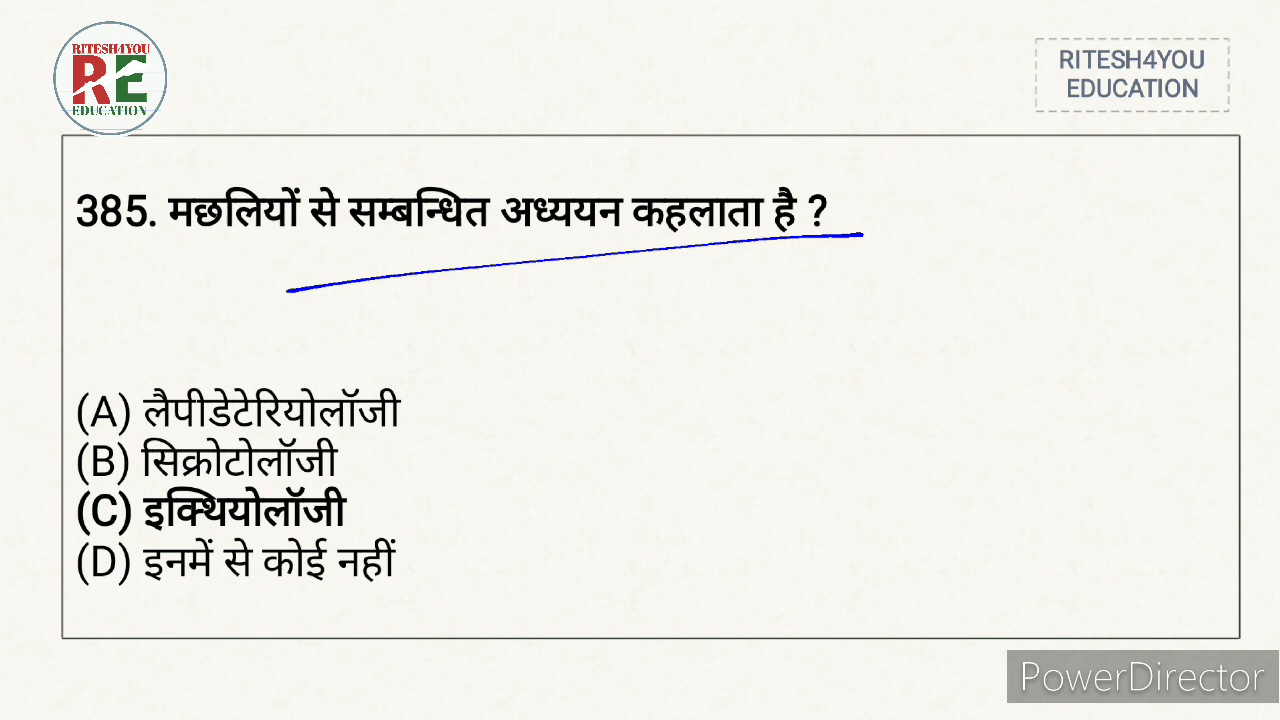 RITESH4YOU
RE
EDUCATION
RITESH4YOU
EDUCATION
385. मछलियों से सम्बन्धित अध्ययन कहलाता है ?
(A) लैपीडेटेरियोलॉजी
(B) सिक्रोटोलॉजी
(C) इक्थियोलॉजी
(D) इनमें से कोई नहीं
PowerDirector